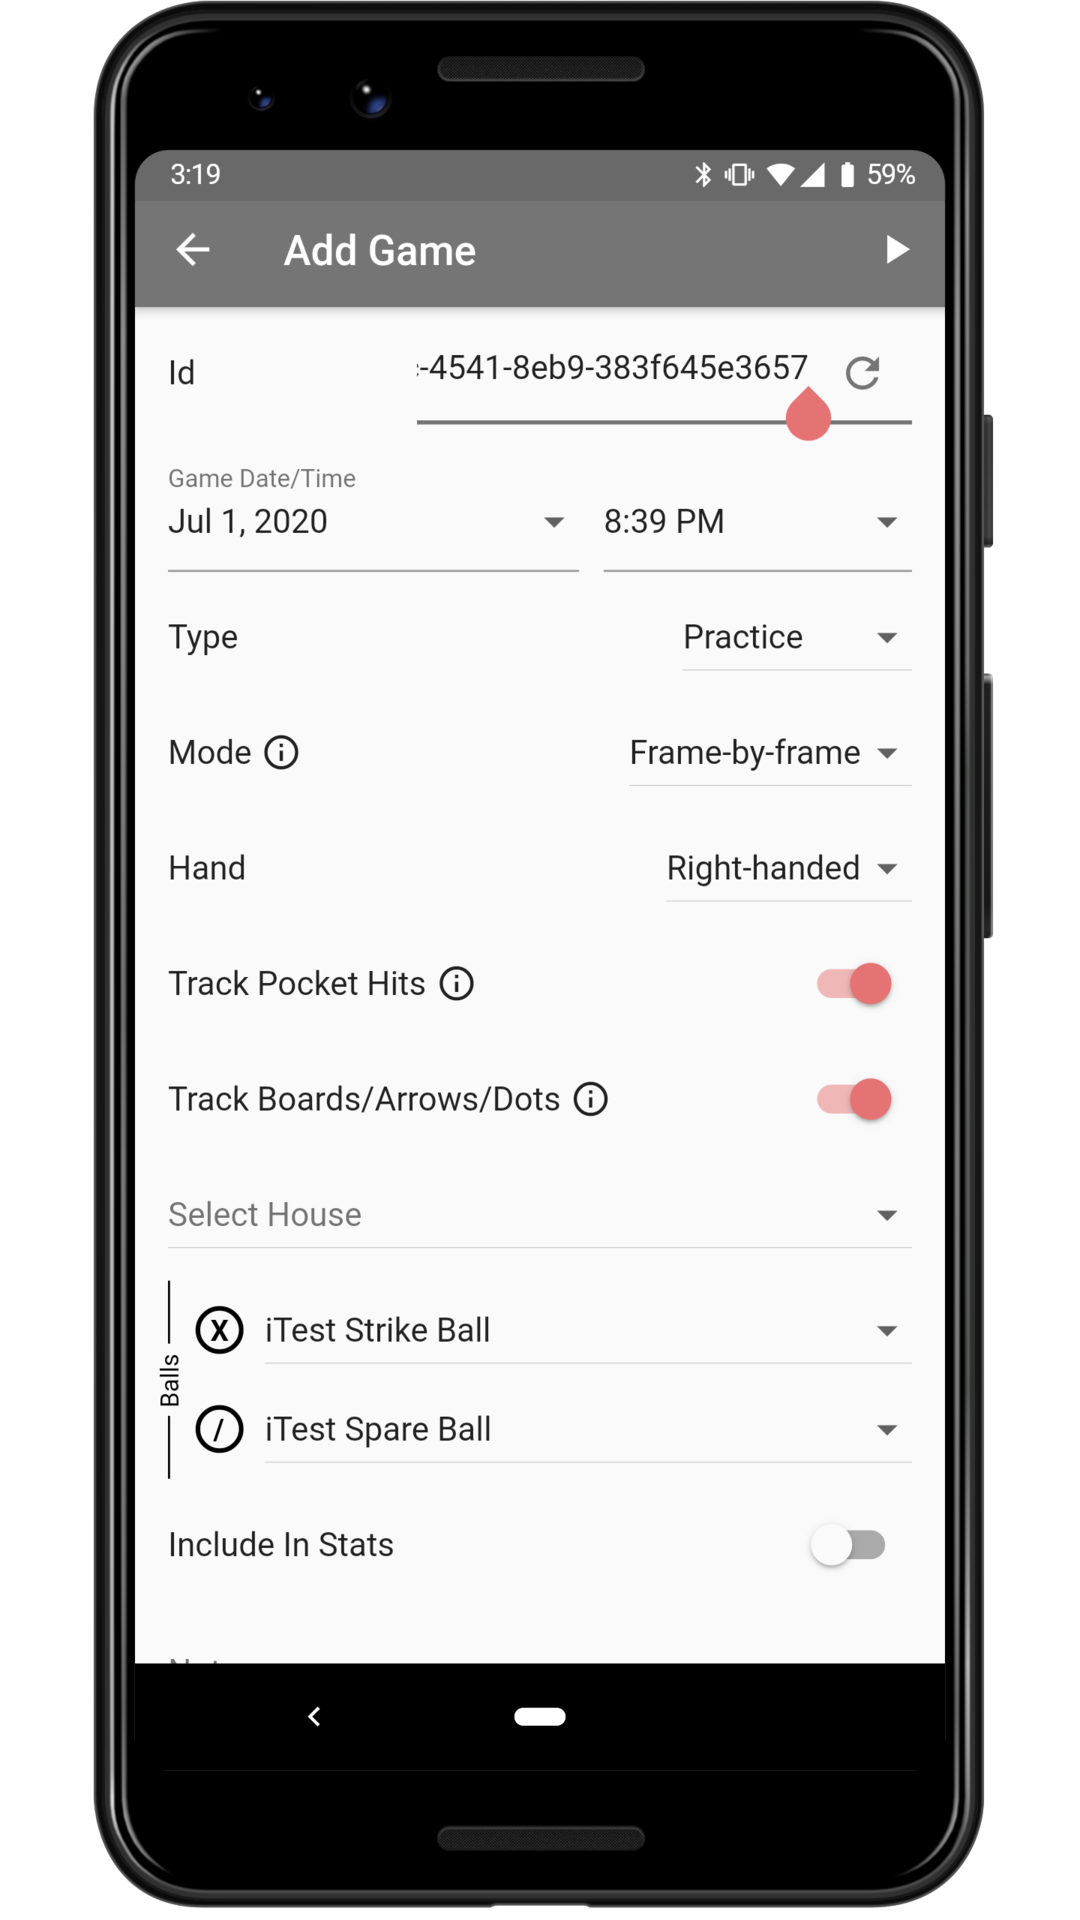 3:19 59%
Add Game
Id -4541-8eb9-383f645e3657
Game Date/Time
Jul 1, 2020 8:39 PM
Type Practice
Mode Frame-by-frame
Hand Right-handed
Track Pocket Hits
Track Boards/Arrows/Dots
Select House
Balls
X iTest Strike Ball
/ iTest Spare Ball
Include In Stats